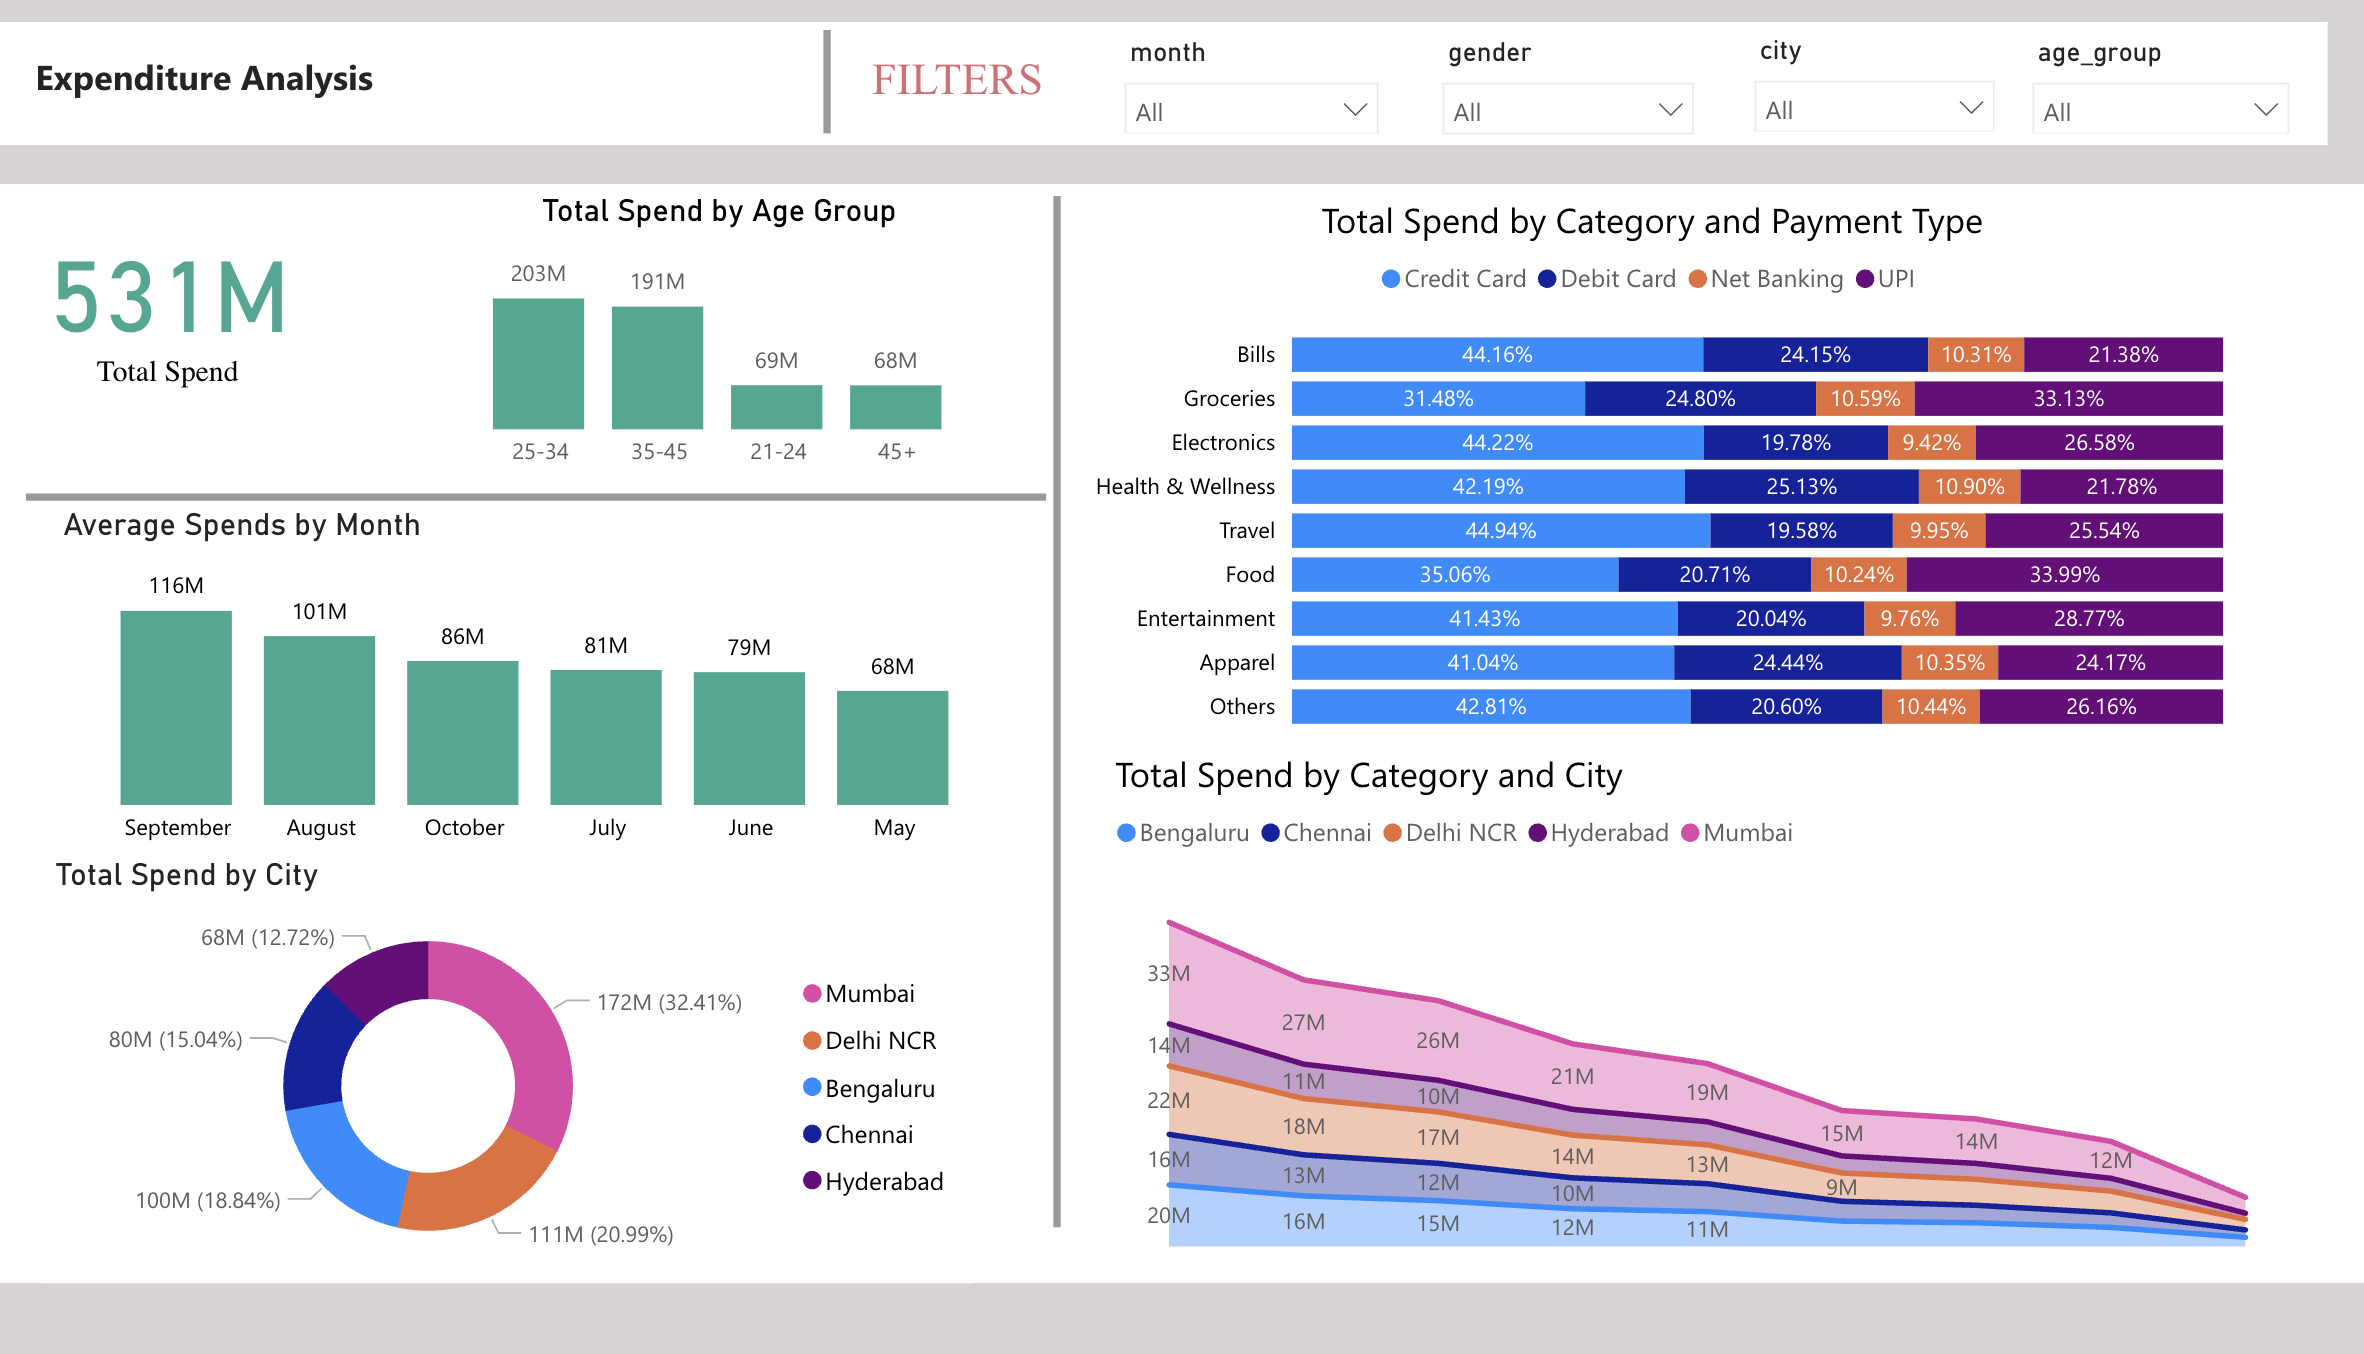 Expenditure Analysis
FILTERS
month
All
gender
All
city
All
age_group
All
531M
Total Spend
Total Spend by Age Group
203M
191M
69M
68M
25-34
35-45
21-24
45+
Average Spends by Month
116M
101M
86M
81M
79M
68M
September
August
October
July
June
May
Total Spend by City
68M (12.72%)
172M (32.41%)
80M (15.04%)
100M (18.84%)
111M (20.99%)
Mumbai
Delhi NCR
Bengaluru
Chennai
Hyderabad
Total Spend by Category and Payment Type
Credit Card Debit Card Net Banking UPI
Bills 44.16% 24.15% 10.31% 21.38%
Groceries 31.48% 24.80% 10.59% 33.13%
Electronics 44.22% 19.78% 9.42% 26.58%
Health & Wellness 42.19% 25.13% 10.90% 21.78%
Travel 44.94% 19.58% 9.95% 25.54%
Food 35.06% 20.71% 10.24% 33.99%
Entertainment 41.43% 20.04% 9.76% 28.77%
Apparel 41.04% 24.44% 10.35% 24.17%
Others 42.81% 20.60% 10.44% 26.16%
Total Spend by Category and City
Bengaluru Chennai Delhi NCR Hyderabad Mumbai
33M
14M
22M
16M
20M
27M
11M
18M
13M
16M
26M
10M
17M
12M
15M
21M
14M
10M
12M
19M
13M
11M
15M
9M
14M
12M